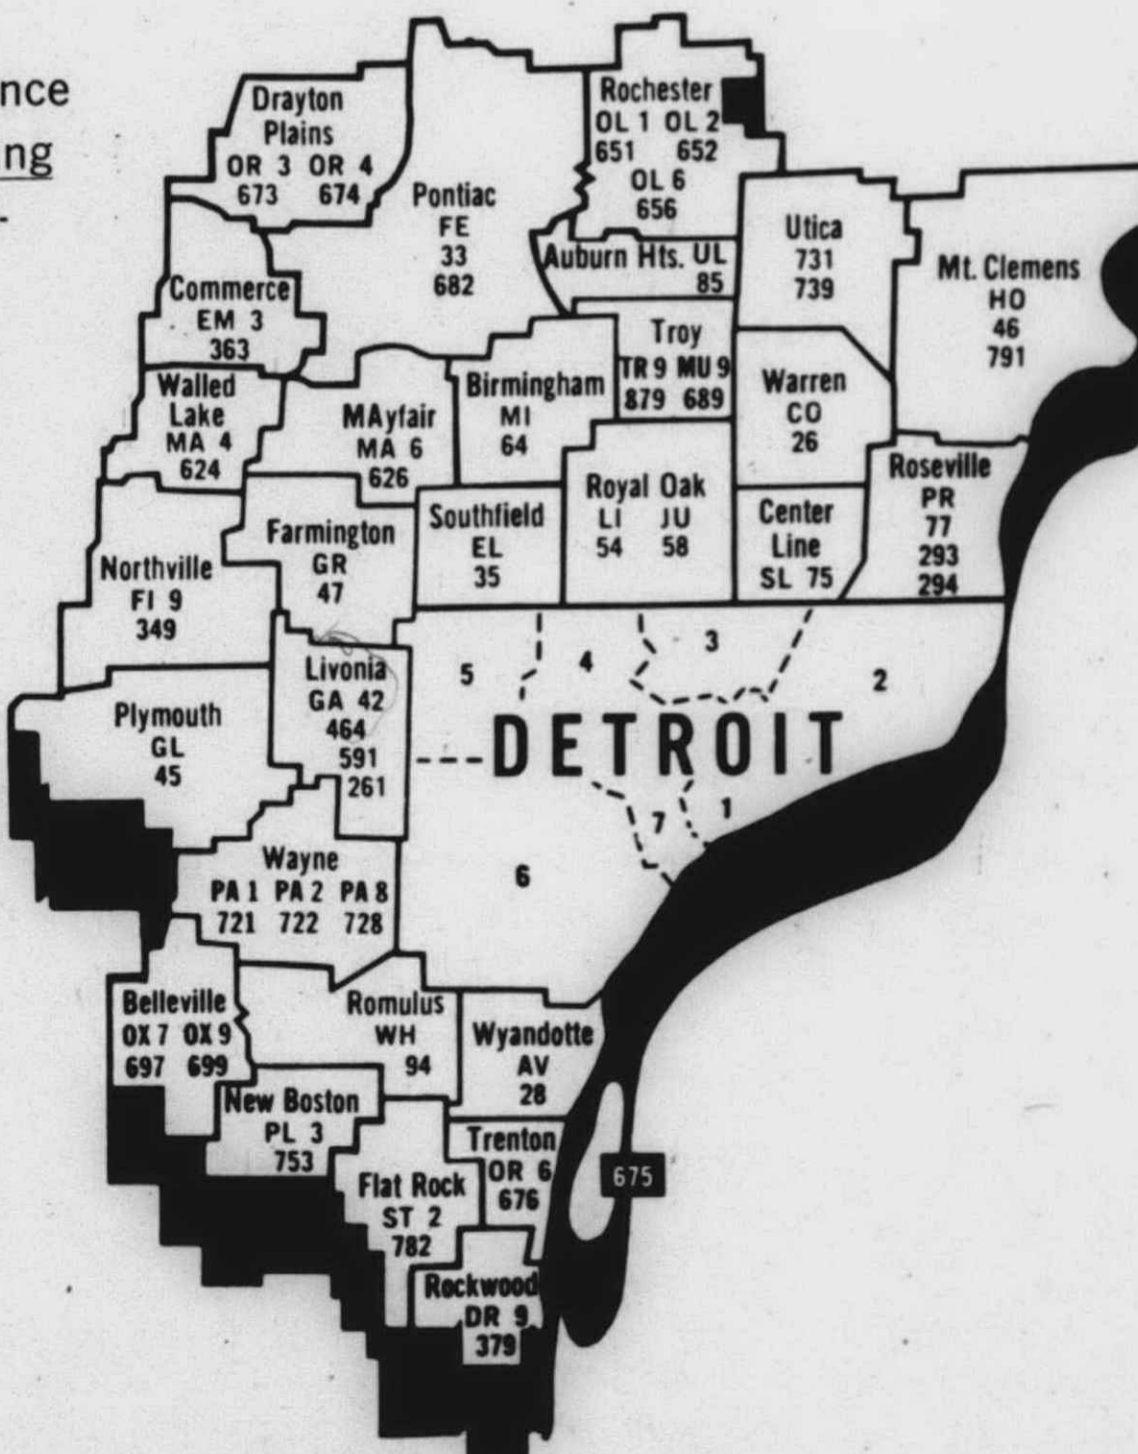 nce
ng
Drayton
Plains
OR 3 OR 4
673 674
Pontiac
FE
33
682
Rochester
OL 1 OL 2
651 652
OL 6
656
Auburn Hts. UL
85
Utica
731
739
Mt. Clemens
HO
46
791
Commerce
EM 3
363
Walled
Lake
MA 4
624
MAyfair
MA 6
626
Birmingham
MI
64
Troy
TR 9 MU 9
879 689
Warren
CO
26
Roseville
PR
77
293
294
Northville
FI 9
349
Farmington
GR
47
Southfield
EL
35
Royal Oak
LI JU
54 58
Center
Line
SL 75
Plymouth
GL
45
Livonia
GA 42
464
591
261
5
4
3
2
DETROIT
7
1
6
Wayne
PA 1 PA 2 PA 8
721 722 728
Belleville
OX 7 OX 9
697 699
Romulus
WH
94
Wyandotte
AV
28
New Boston
PL 3
753
Flat Rock
ST 2
782
Trenton
OR 6
676
675
Rockwood
DR 9
379